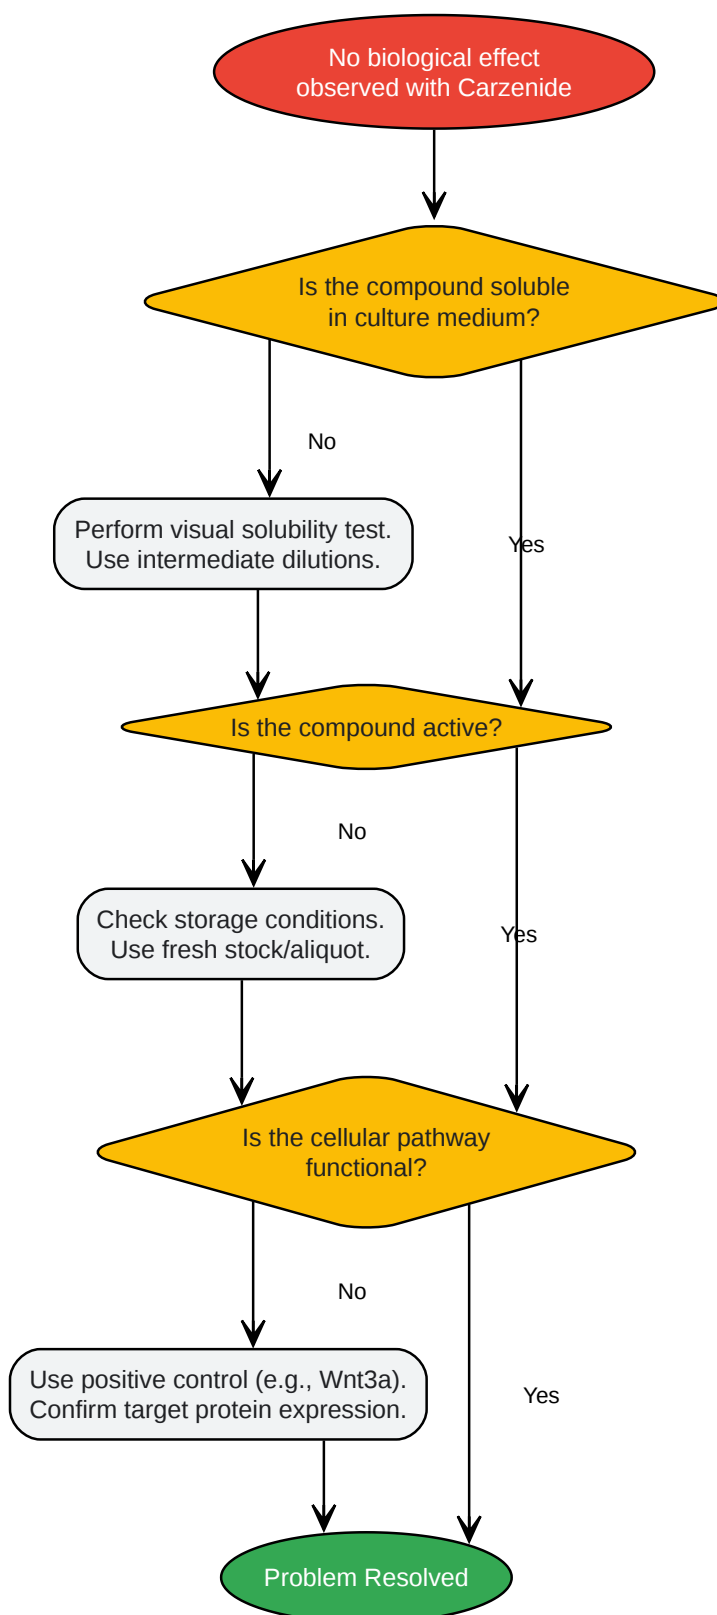 No biological effect
observed with Carzenide
Is the compound soluble
in culture medium?
No
Perform visual solubility test.
Use intermediate dilutions.
Yes
Is the compound active?
No
Check storage conditions.
Use fresh stock/aliquot.
Yes
Is the cellular pathway
functional?
No
Use positive control (e.g., Wnt3a).
Confirm target protein expression.
Yes
Problem Resolved